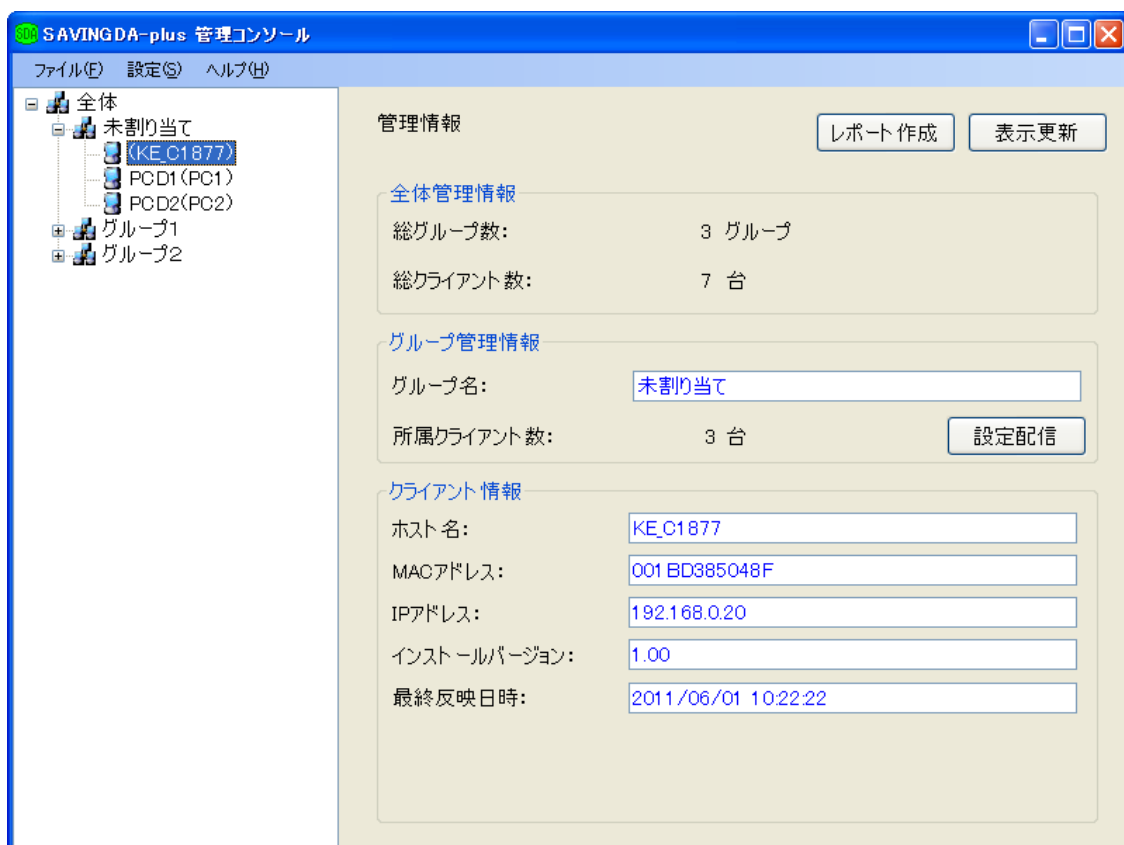 SDA SAVINGDA-plus 管理コンソール
ファイル(F) 設定(S) ヘルプ(H)
全体
未割り当て
(KE_C1877)
PCD1(PC1)
PCD2(PC2)
グループ1
グループ2
管理情報
レポート作成
表示更新
全体管理情報
総グループ数: 3 グループ
総クライアント数: 7 台
グループ管理情報
グループ名: 未割り当て
所属クライアント数: 3 台
設定配信
クライアント情報
ホスト名: KE_C1877
MACアドレス: 001BD385048F
IPアドレス: 192.168.0.20
インストールバージョン: 1.00
最終反映日時: 2011/06/01 10:22:22